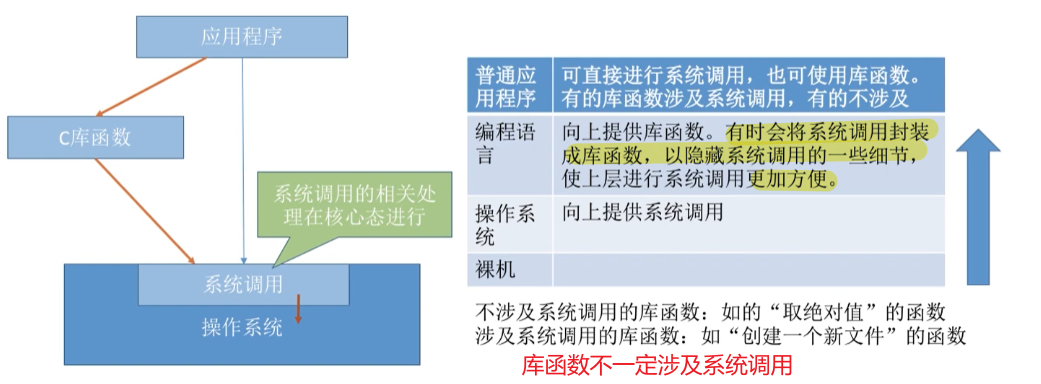 应用程序
C库函数
系统调用的相关处
理在核心态进行
系统调用
操作系统
普通应
用程序
可直接进行系统调用，也可使用库函数。
有的库函数涉及系统调用，有的不涉及
编程语
言
向上提供库函数。有时会将系统调用封装
成库函数，以隐藏系统调用的一些细节，
使上层进行系统调用更加方便。
操作系
统
向上提供系统调用
裸机
不涉及系统调用的库函数：如的“取绝对值”的函数
涉及系统调用的库函数：如“创建一个新文件”的函数
库函数不一定涉及系统调用